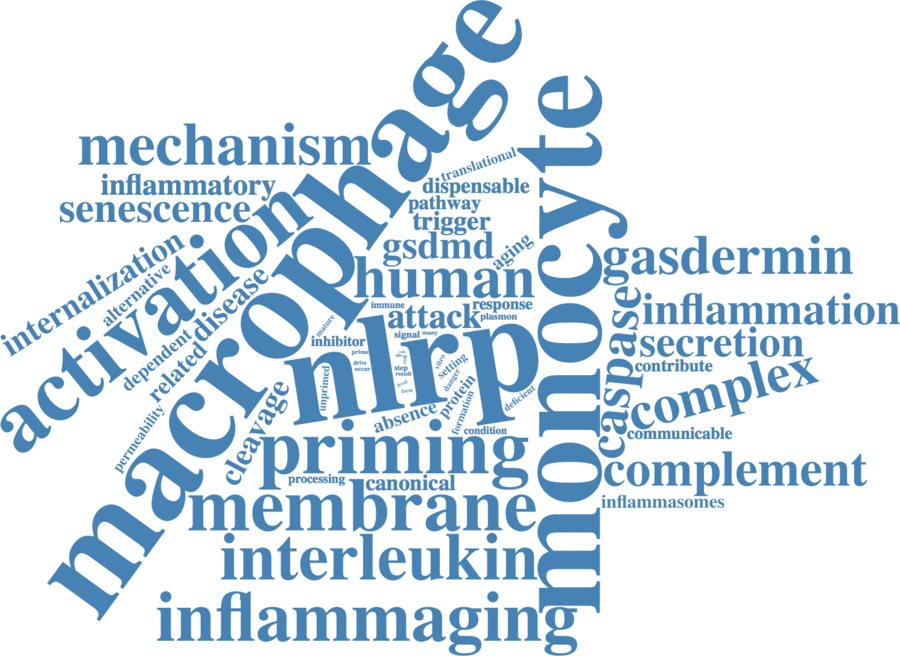 macrophage
monocyte
mechanism
translational
inflammatory
dispensable
senescence
pathway
trigger
activation
internalization
gsdmd
aging
gasdermin
alternative
human
disease
immune
response
inflammation
attack
plasmon
mature
signal
many
nlrp
inhibitor
caspase
secretion
dependent
related
prime
drive
occur
step
result
vitro
setting
danger
contribute
complex
level
form
unprimed
protein
formation
deficient
absence
condition
communicable
permeability
cleavage
priming
complement
processing
canonical
membrane
inflammasomes
interleukin
inflammaging